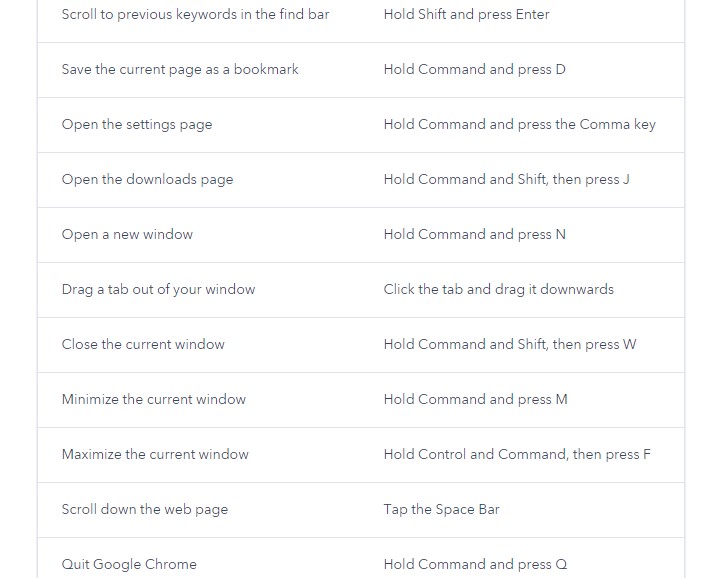 Scroll to previous keywords in the find bar Hold Shift and press Enter
Save the current page as a bookmark Hold Command and press D
Open the settings page Hold Command and press the Comma key
Open the downloads page Hold Command and Shift, then press J
Open a new window Hold Command and press N
Drag a tab out of your window Click the tab and drag it downwards
Close the current window Hold Command and Shift, then press W
Minimize the current window Hold Command and press M
Maximize the current window Hold Control and Command, then press F
Scroll down the web page Tap the Space Bar
Quit Google Chrome Hold Command and press Q